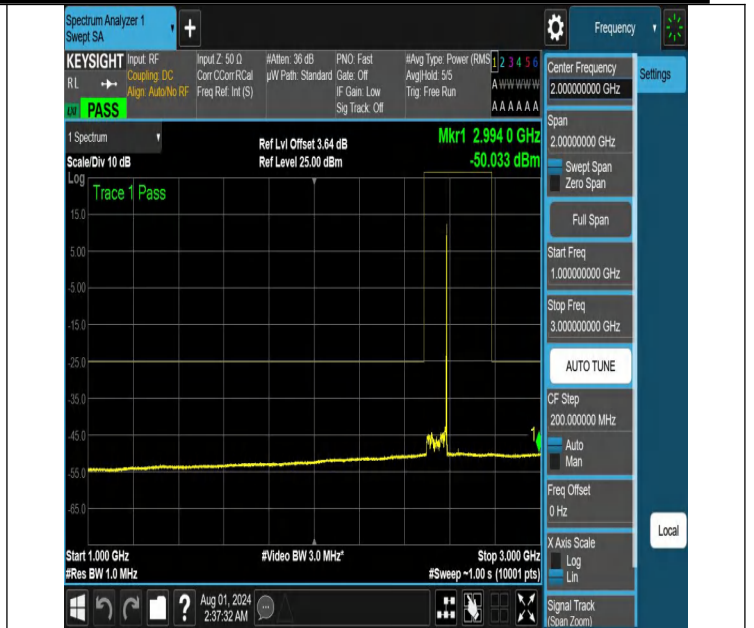 Spectrum Analyzer 1
Swept SA
Frequency
KEYSIGHT
RL
PASS
Input: RF
Coupling: DC
Align: Auto/No RF
Input Z: 50 Ω
Corr CCorr RCal
Freq Ref: Int (S)
#Atten: 36 dB
µW Path: Standard
PNO: Fast
Gate: Off
IF Gain: Low
Sig Track: Off
#Avg Type: Power (RMS
Avg|Hold: 5/5
Trig: Free Run
1 2 3 4 5 6
A W W W W W
A A A A A A
1 Spectrum
Scale/Div 10 dB
Ref Lvl Offset 3.64 dB
Ref Level 25.00 dBm
Mkr1 2.994 0 GHz
-50.033 dBm
Log
Trace 1 Pass
15.0
5.00
-5.00
-15.0
-25.0
-35.0
-45.0
-55.0
-65.0
1
Start 1.000 GHz
#Res BW 1.0 MHz
#Video BW 3.0 MHz*
Stop 3.000 GHz
#Sweep ~1.00 s (10001 pts)
Center Frequency
2.000000000 GHz
Span
2.00000000 GHz
Swept Span
Zero Span
Full Span
Start Freq
1.000000000 GHz
Stop Freq
3.000000000 GHz
AUTO TUNE
CF Step
200.000000 MHz
Auto
Man
Freq Offset
0 Hz
X Axis Scale
Log
Lin
Signal Track
(Span Zoom)
Settings
Local
?
Aug 01, 2024
2:37:32 AM